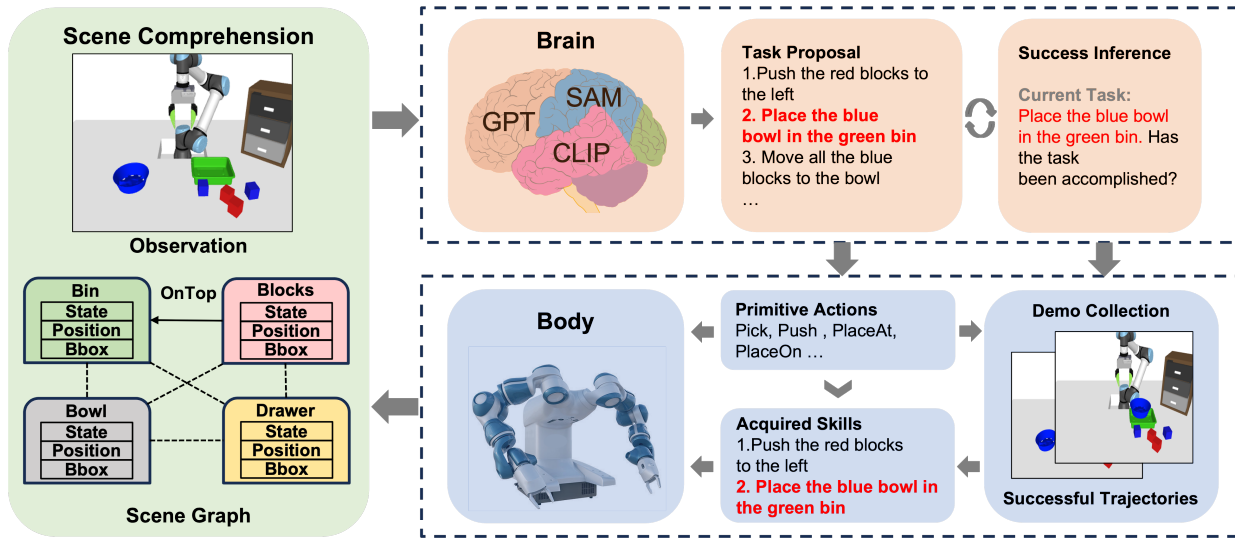 Scene Comprehension
Observation
Bin
State
Position
Bbox
OnTop
Blocks
State
Position
Bbox
Bowl
State
Position
Bbox
Drawer
State
Position
Bbox
Scene Graph
Brain
GPT
SAM
CLIP
Task Proposal
1.Push the red blocks to
the left
2. Place the blue
bowl in the green bin
3. Move all the blue
blocks to the bowl
...
Success Inference
Current Task:
Place the blue bowl
in the green bin. Has
the task
been accomplished?
Body
Primitive Actions
Pick, Push , PlaceAt,
PlaceOn ...
Acquired Skills
1.Push the red blocks
to the left
2. Place the blue bowl in
the green bin
Demo Collection
Successful Trajectories